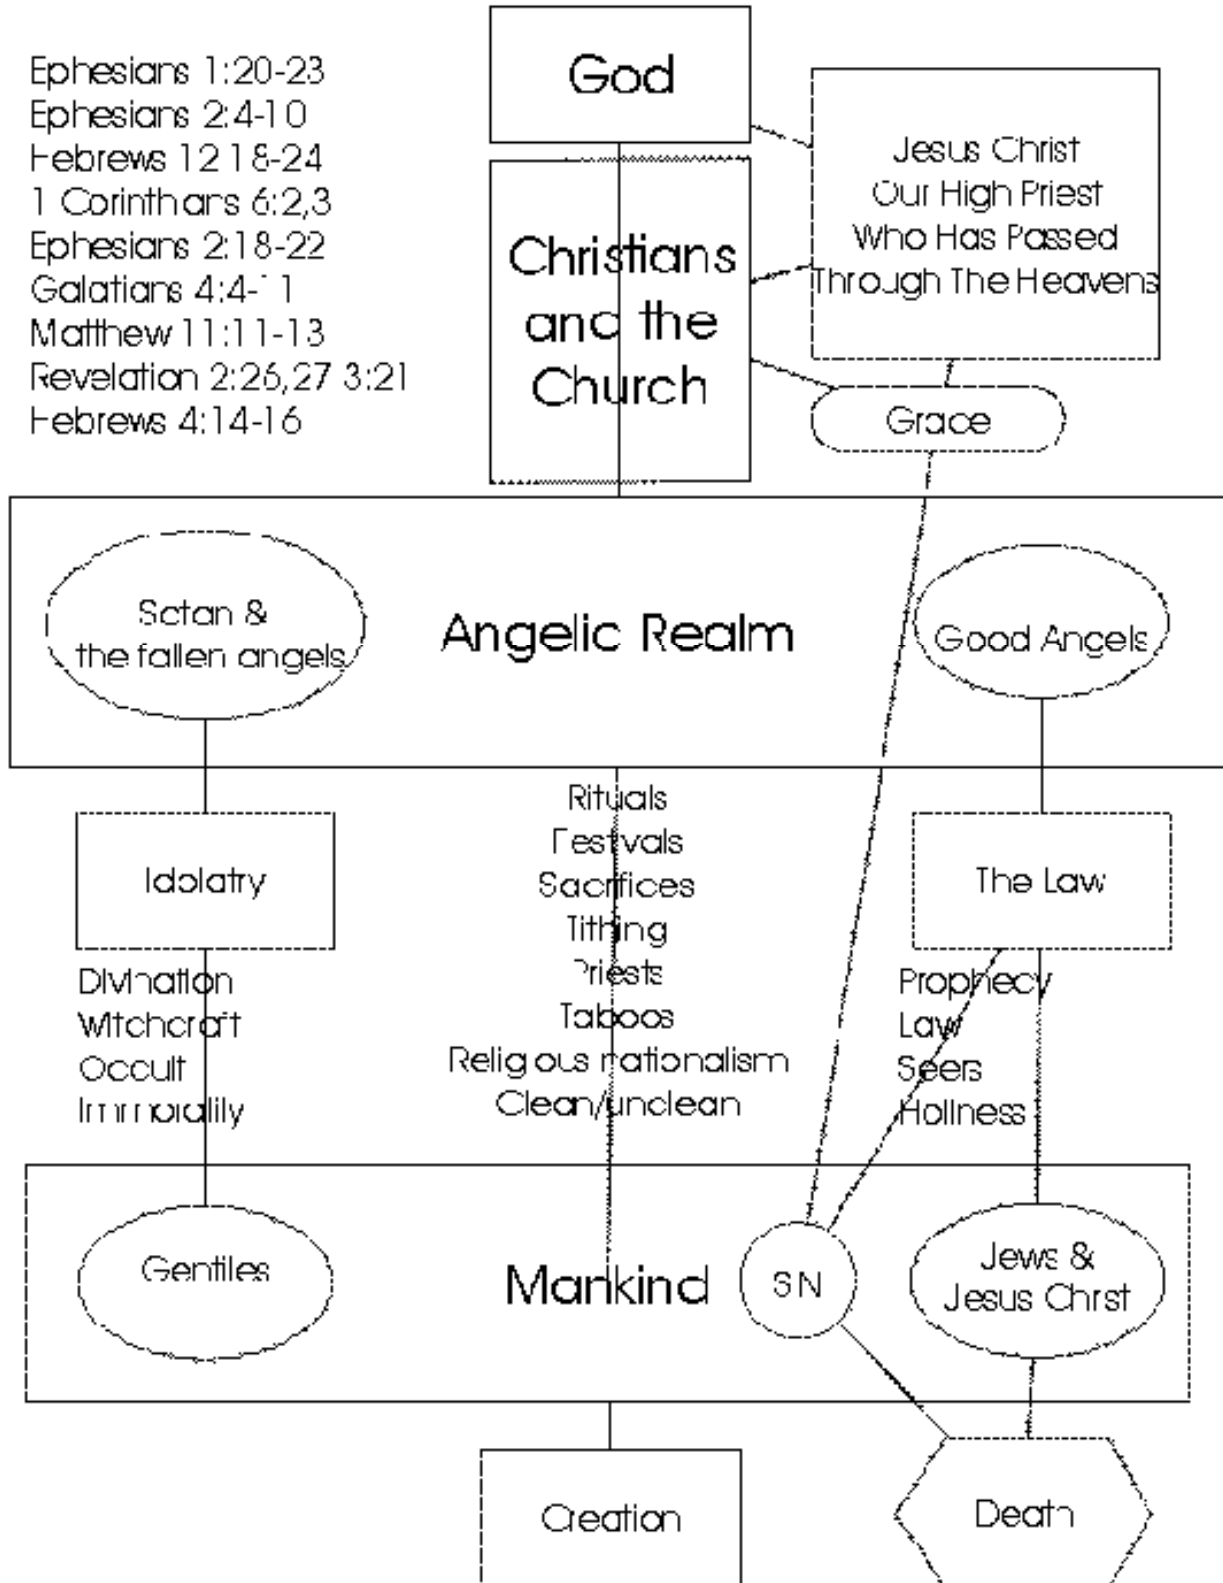 Ephesians 1:20-23
Ephesians 2:4-10
Hebrews 12 18-24
1 Corinthians 6:2,3
Ephesians 2:18-22
Galatians 4:4-11
Matthew 11:11-13
Revelation 2:26,27 3:21
Hebrews 4:14-16
God
Jesus Christ
Our High Priest
Who Has Passed
Through The Heavens
Christians
and the
Church
Grace
Satan &
the fallen angels
Angelic Realm
Good Angels
Idolatry
Rituals
Festivals
Sacrifices
Tithing
Priests
Taboos
Religious nationalism
Clean/unclean
The Law
Divination
Witchcraft
Occult
Immorality
Prophecy
Law
Seers
Holiness
Gentiles
Mankind
SN
Jews &
Jesus Chrst
Creation
Death